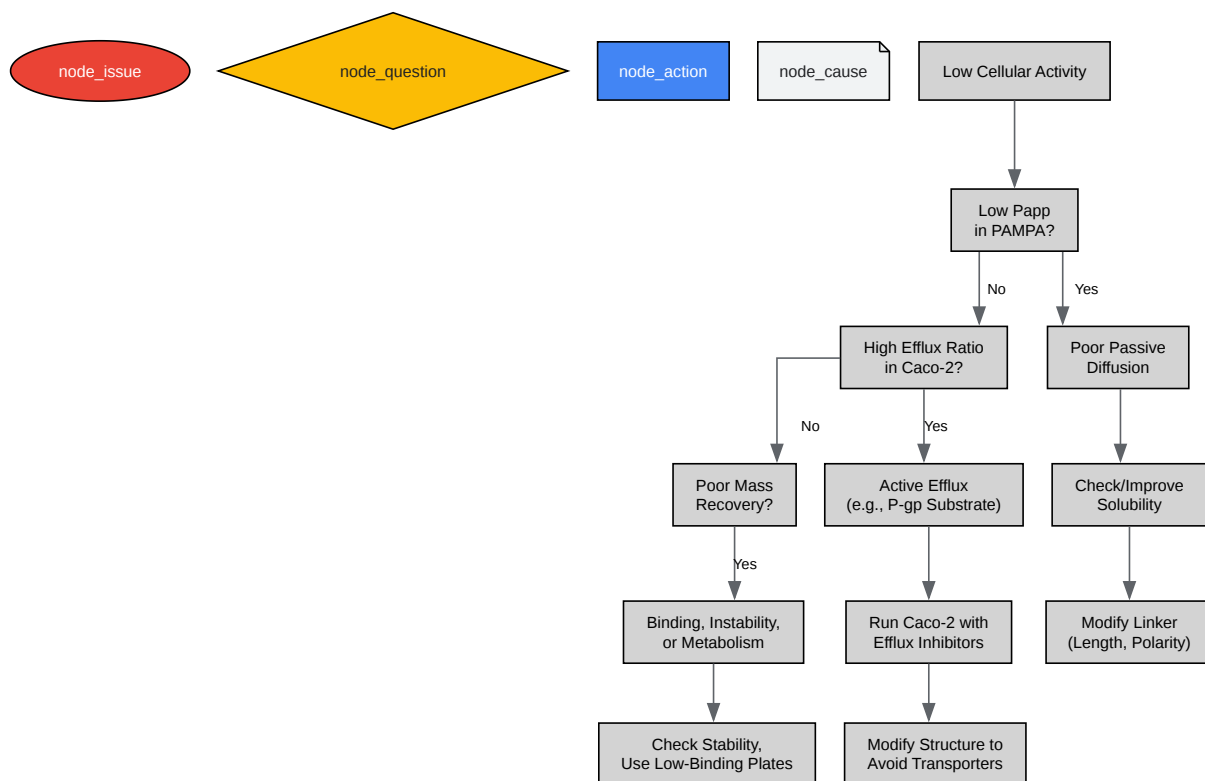 node_issue
node_question
node_action
node_cause
Low Cellular Activity
Low Papp
in PAMPA?
No
Yes
High Efflux Ratio
in Caco-2?
Poor Passive
Diffusion
No
Yes
Poor Mass
Recovery?
Active Efflux
(e.g., P-gp Substrate)
Check/Improve
Solubility
Yes
Binding, Instability,
or Metabolism
Run Caco-2 with
Efflux Inhibitors
Modify Linker
(Length, Polarity)
Check Stability,
Use Low-Binding Plates
Modify Structure to
Avoid Transporters